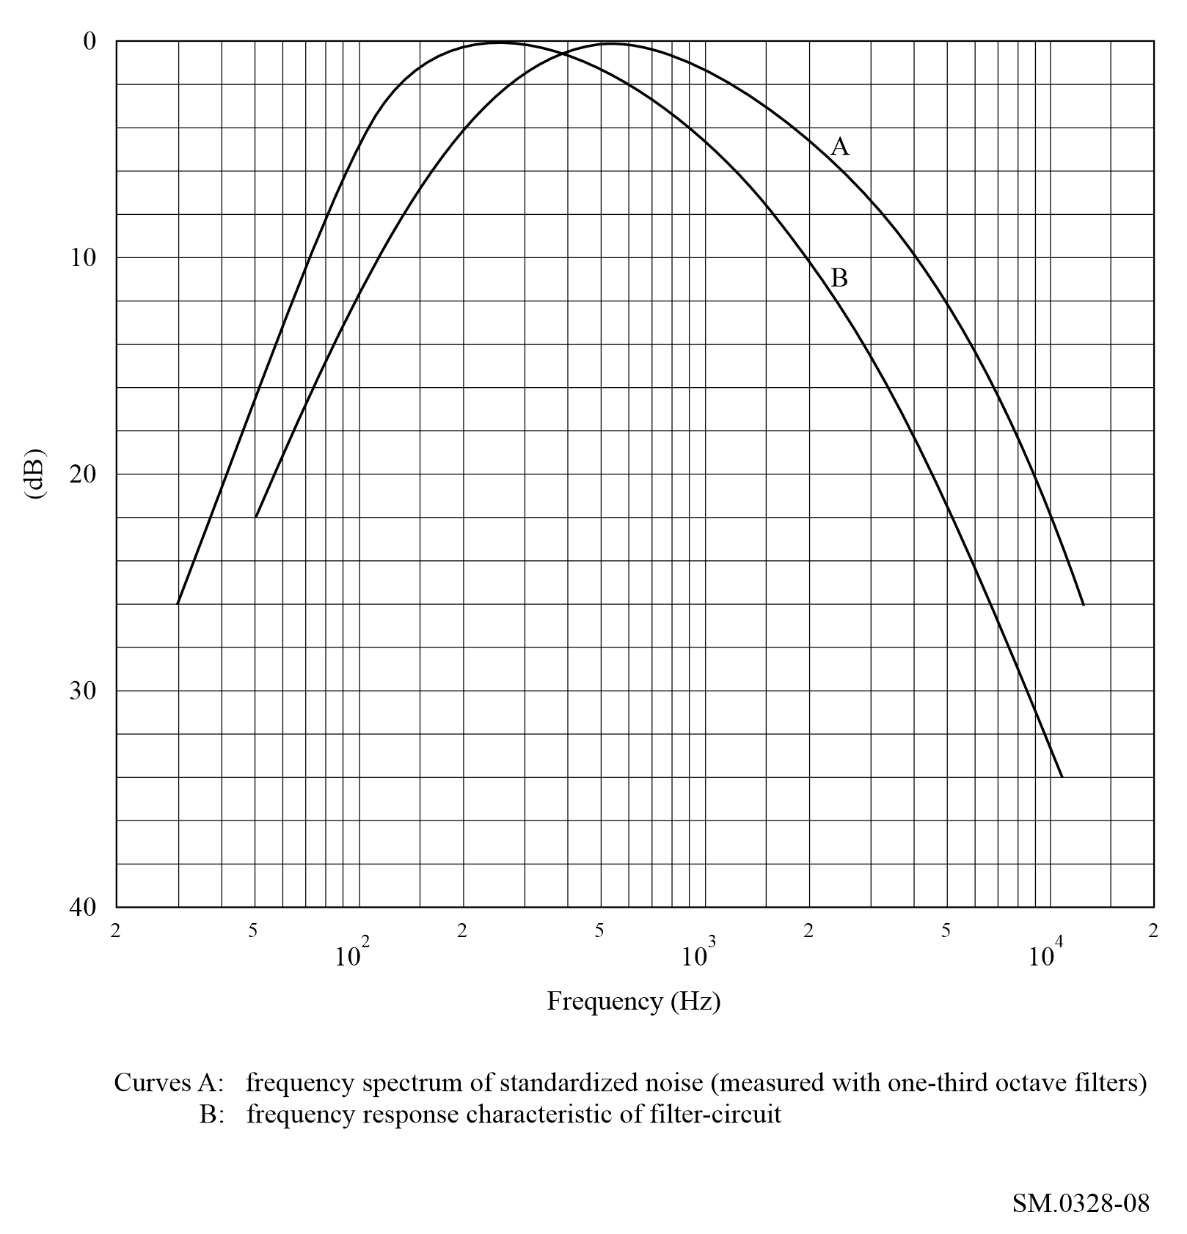 0
A
10
B
(dB)
20
30
40
2 5 2 5 2 5 2
10² 10³ 10⁴
Frequency (Hz)
Curves A: frequency spectrum of standardized noise (measured with one-third octave filters)
B: frequency response characteristic of filter-circuit
SM.0328-08